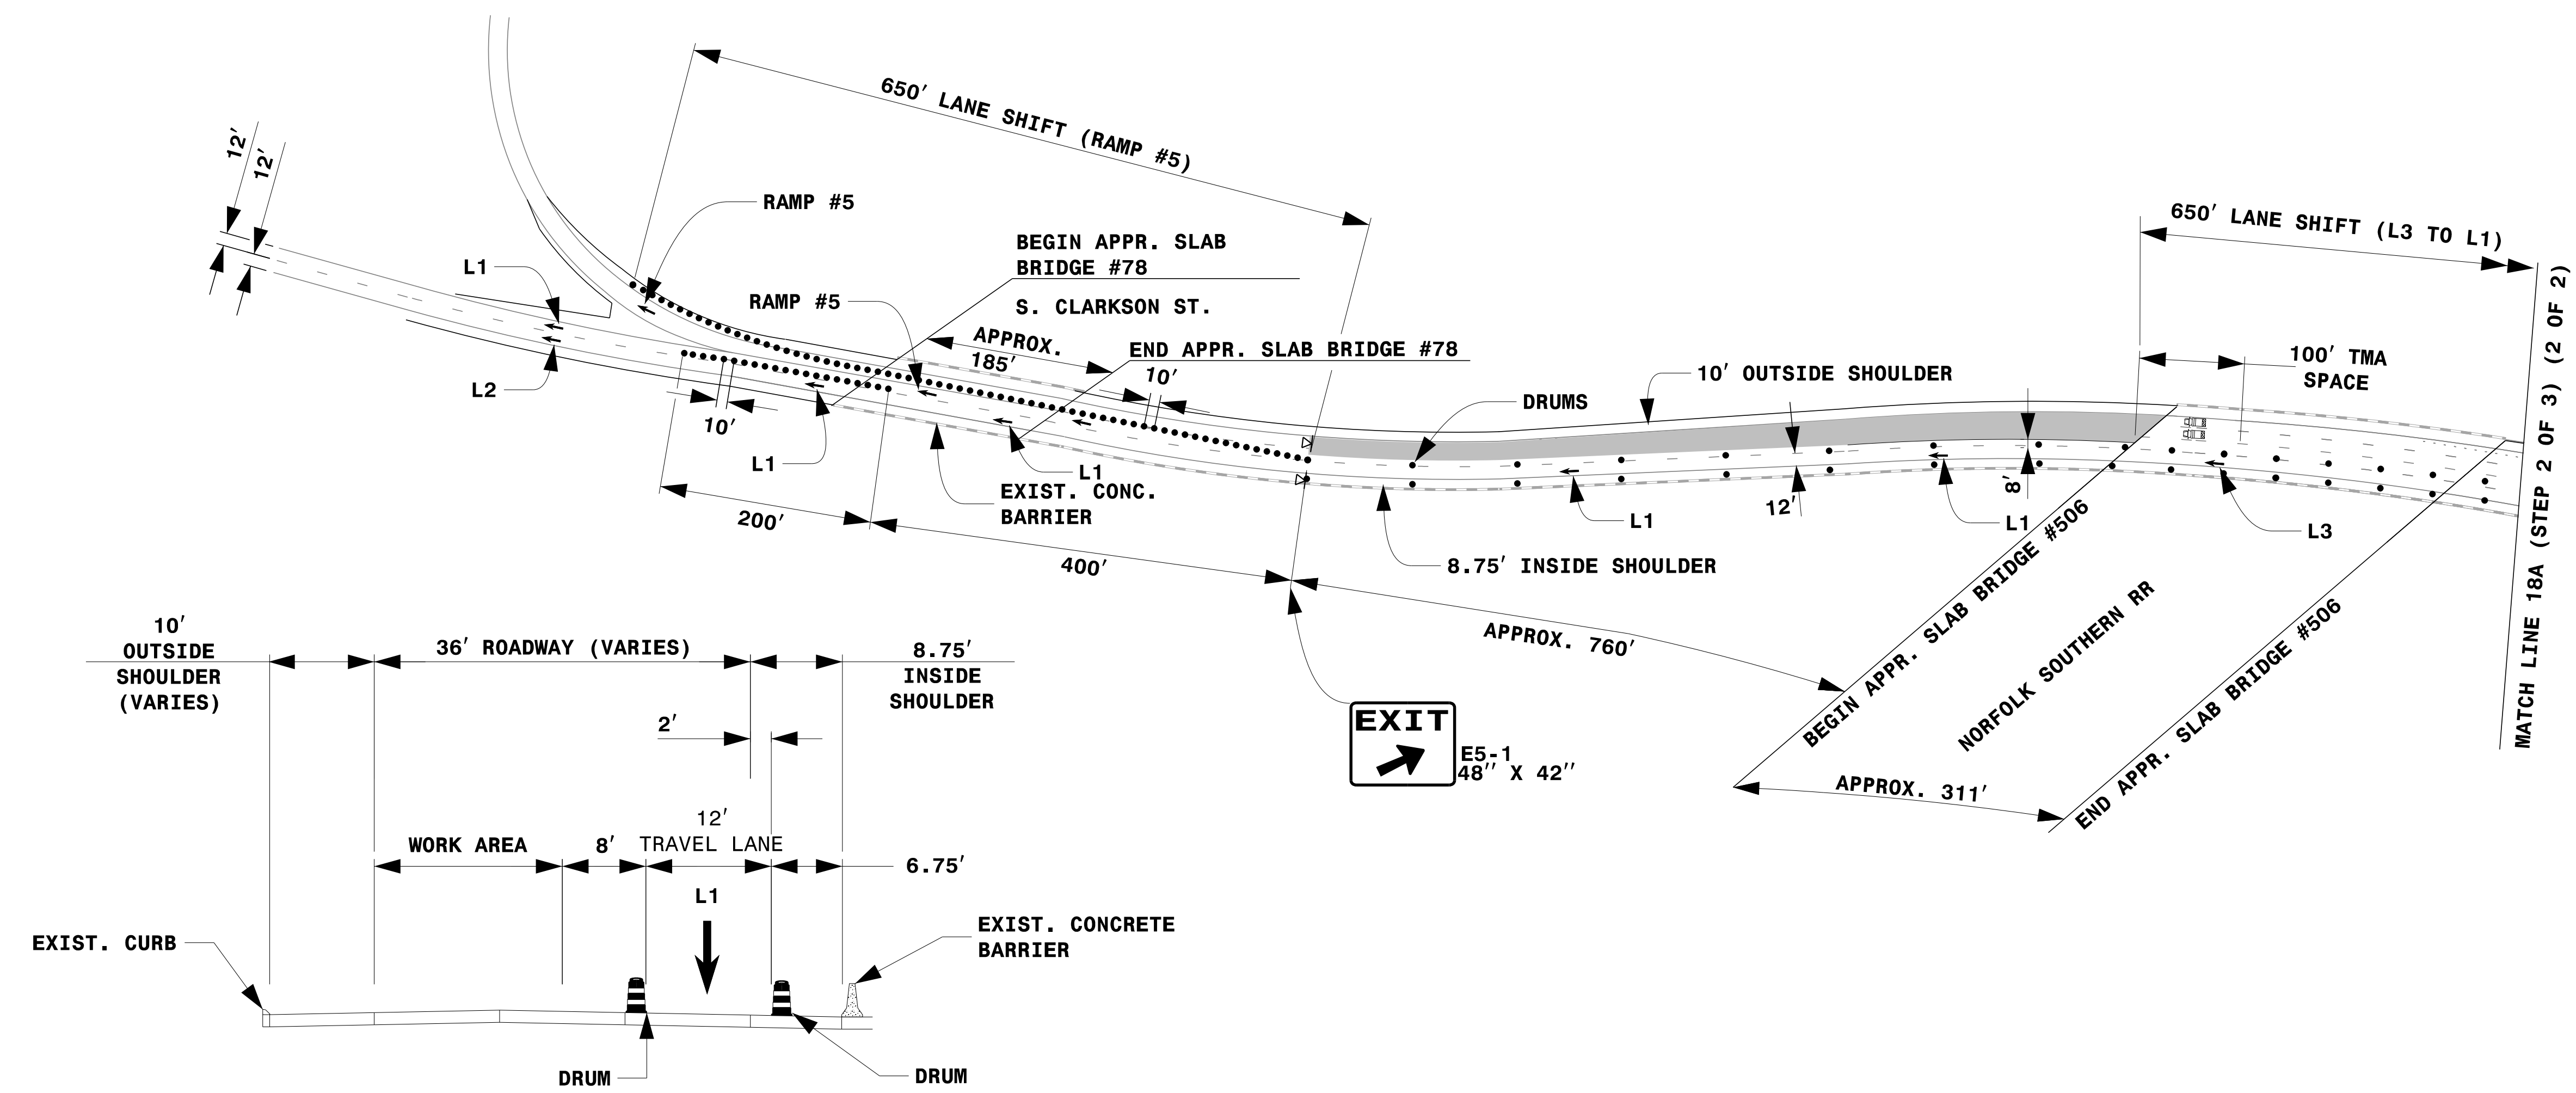 650' LANE SHIFT (RAMP #5)
12'
12'
RAMP #5
650' LANE SHIFT (L3 TO L1)
BEGIN APPR. SLAB
BRIDGE #78
L1
RAMP #5
S. CLARKSON ST.
APPROX.
185'
END APPR. SLAB BRIDGE #78
10'
100' TMA
SPACE
10' OUTSIDE SHOULDER
DRUMS
L2
10'
L1
L1
EXIST. CONC.
BARRIER
200'
400'
L1
12'
8'
L1
L3
8.75' INSIDE SHOULDER
APPROX. 760'
BEGIN APPR. SLAB BRIDGE #506
NORFOLK SOUTHERN RR
END APPR. SLAB BRIDGE #506
APPROX. 311'
MATCH LINE 18A (STEP 2 OF 3) (2 OF 2)
EXIT
E5-1
48" X 42"
10'
OUTSIDE
SHOULDER
(VARIES)
36' ROADWAY (VARIES)
8.75'
INSIDE
SHOULDER
2'
WORK AREA
8'
12'
TRAVEL LANE
6.75'
L1
EXIST. CURB
EXIST. CONCRETE
BARRIER
DRUM
DRUM